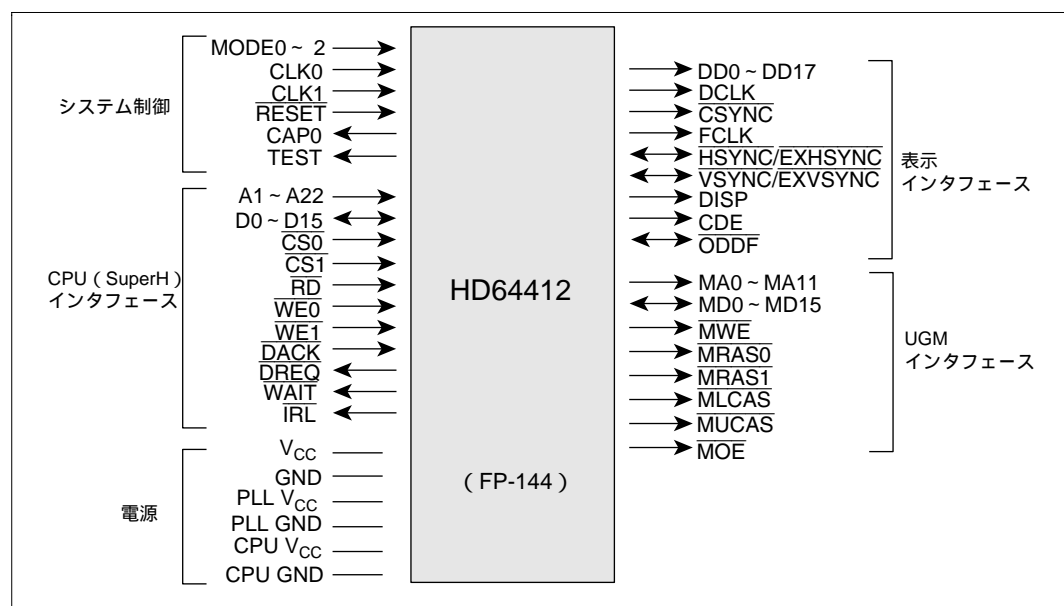 システム制御
MODE0 ~ 2
CLK0
CLK1
RESET
CAP0
TEST
CPU（SuperH）
インタフェース
A1 ~ A22
D0 ~ D15
CS0
CS1
RD
WE0
WE1
DACK
DREQ
WAIT
IRL
電源
VCC
GND
PLL VCC
PLL GND
CPU VCC
CPU GND
HD64412
（FP-144）
DD0 ~ DD17
DCLK
CSYNC
FCLK
HSYNC/EXHSYNC
VSYNC/EXVSYNC
DISP
CDE
ODDF
表示
インタフェース
MA0 ~ MA11
MD0 ~ MD15
MWE
MRAS0
MRAS1
MLCAS
MUCAS
MOE
UGM
インタフェース